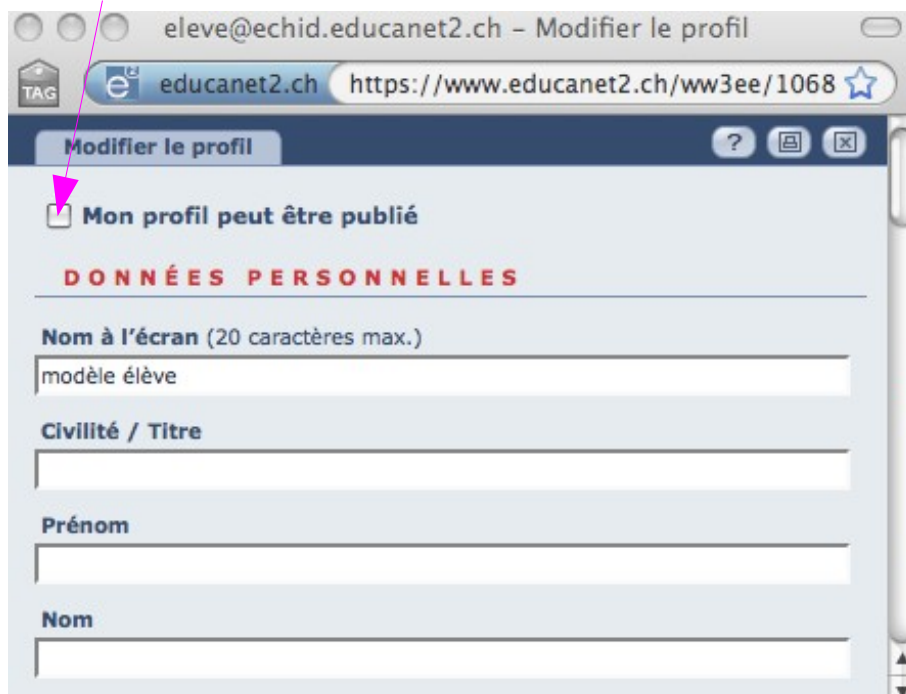 eleve@echid.educanet2.ch – Modifier le profil
TAG e² educanet2.ch https://www.educanet2.ch/ww3ee/1068
Modifier le profil ?
Mon profil peut être publié
DONNÉES PERSONNELLES
Nom à l'écran (20 caractères max.)
modèle élève
Civilité / Titre
Prénom
Nom